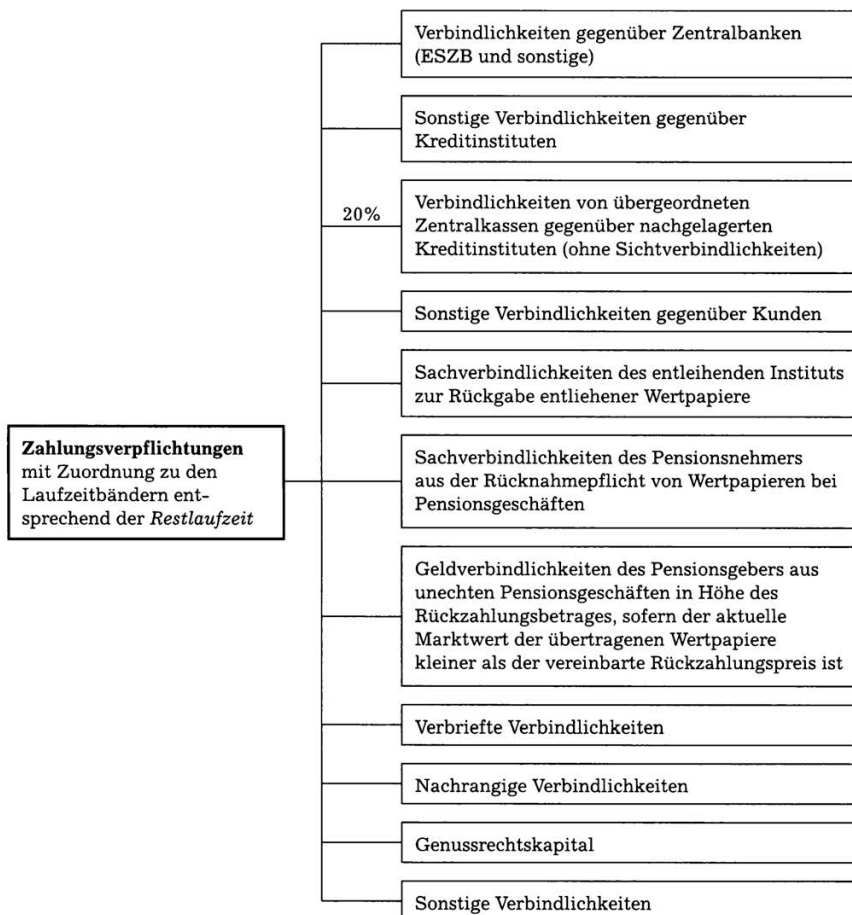 Verbindlichkeiten gegenüber Zentralbanken
(ESZB und sonstige)
Sonstige Verbindlichkeiten gegenüber
Kreditinstituten
20%
Verbindlichkeiten von übergeordneten
Zentralkassen gegenüber nachgelagerten
Kreditinstituten (ohne Sichtverbindlichkeiten)
Sonstige Verbindlichkeiten gegenüber Kunden
Sachverbindlichkeiten des entleihenden Instituts
zur Rückgabe entliehener Wertpapiere
Zahlungsverpflichtungen
mit Zuordnung zu den
Laufzeitbändern ent-
sprechend der Restlaufzeit
Sachverbindlichkeiten des Pensionsnehmers
aus der Rücknahmepflicht von Wertpapieren bei
Pensionsgeschäften
Geldverbindlichkeiten des Pensionsgebers aus
unechten Pensionsgeschäften in Höhe des
Rückzahlungsbetrages, sofern der aktuelle
Marktwert der übertragenen Wertpapiere
kleiner als der vereinbarte Rückzahlungspreis ist
Verbriefte Verbindlichkeiten
Nachrangige Verbindlichkeiten
Genussrechtskapital
Sonstige Verbindlichkeiten